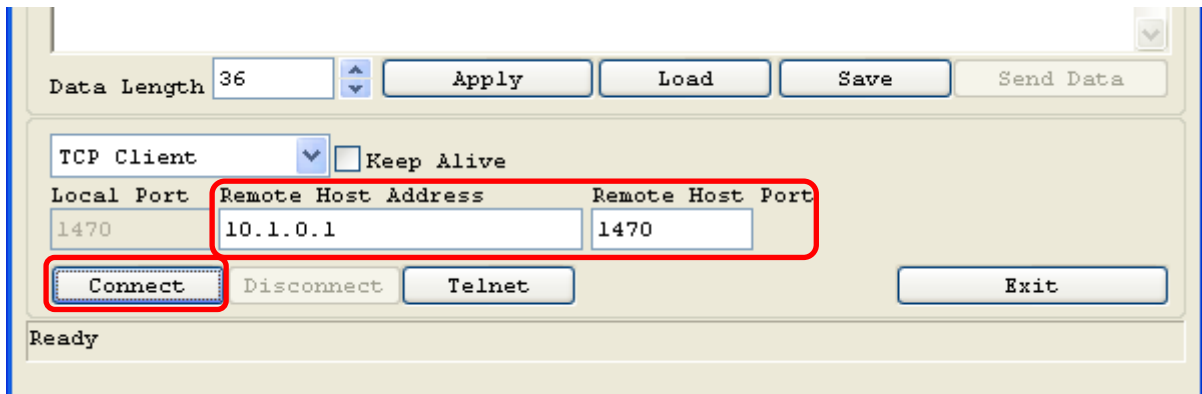 Data Length 36 Apply Load Save Send Data
TCP Client Keep Alive
Local Port Remote Host Address Remote Host Port
1470 10.1.0.1 1470
Connect Disconnect Telnet Exit
Ready